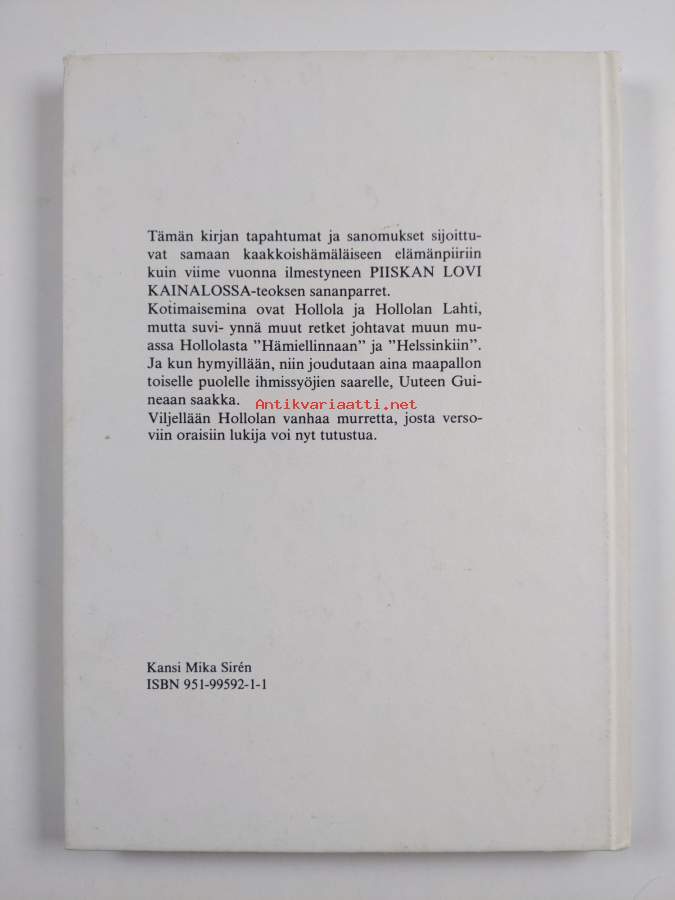 Tämän kirjan tapahtumat ja sanomukset sijoittu-
vat samaan kaakkoishämäläiseen elämänpiiriin
kuin viime vuonna ilmestyneen PIISKAN LOVI
KAINALOSSA-teoksen sananparret.
Kotimaisemina ovat Hollola ja Hollolan Lahti,
mutta suvi- ynnä muut retket johtavat muun mu-
assa Hollolasta "Hämiellinnaan" ja "Helssinkiin".
Ja kun hymyillään, niin joudutaan aina maapallon
toiselle puolelle ihmissyöjien saarelle, Uuteen Gui-
neaan saakka.
Antikvariaatti.net
Viljellään Hollolan vanhaa murretta, josta verso-
viin oraisiin lukija voi nyt tutustua.
Kansi Mika Sirén
ISBN 951-99592-1-1